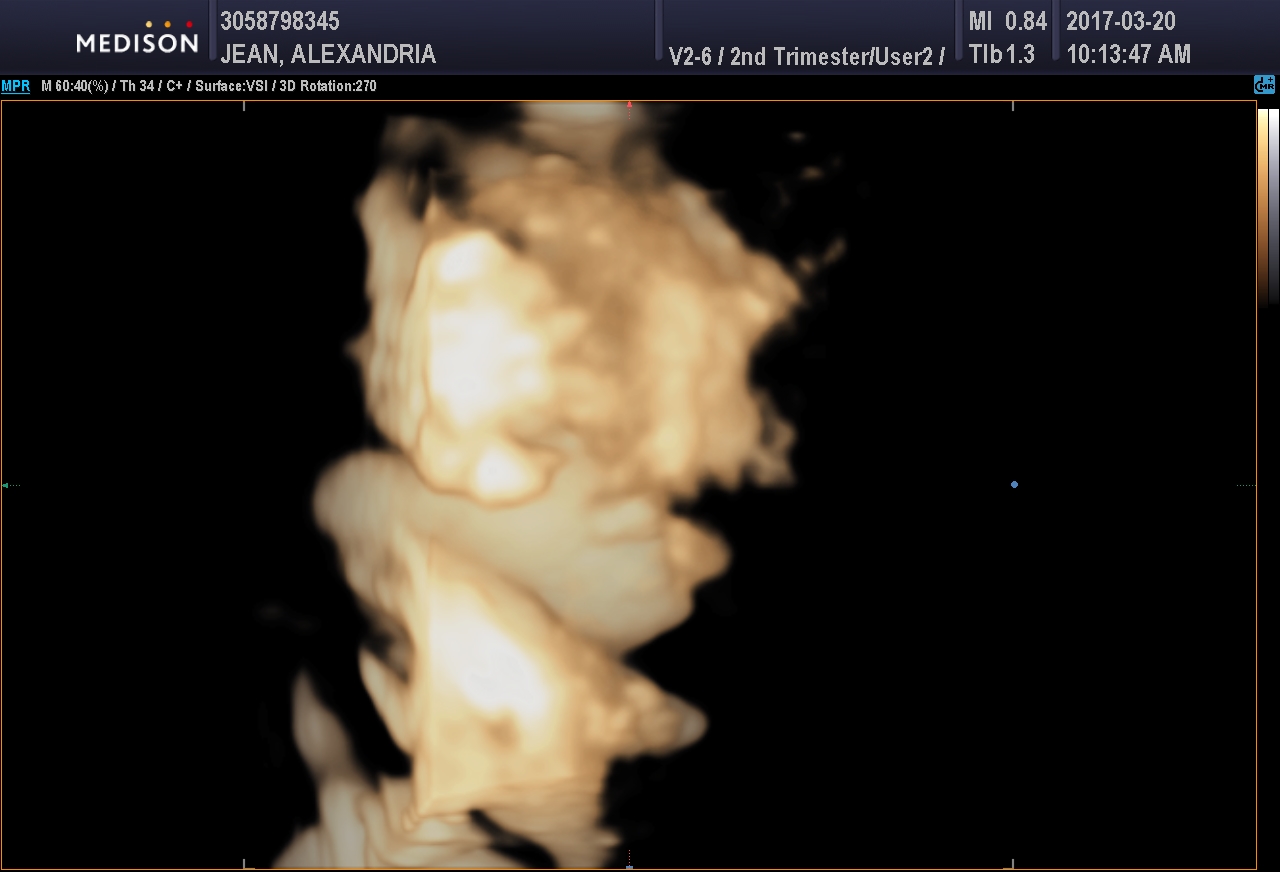 MEDISON
3058798345
JEAN, ALEXANDRIA
V2-6 / 2nd Trimester/User2 /
MI 0.84
TIb 1.3
2017-03-20
10:13:47 AM
MPR M 60:40(%) / Th 34 / C+ / Surface:VSI / 3D Rotation:270